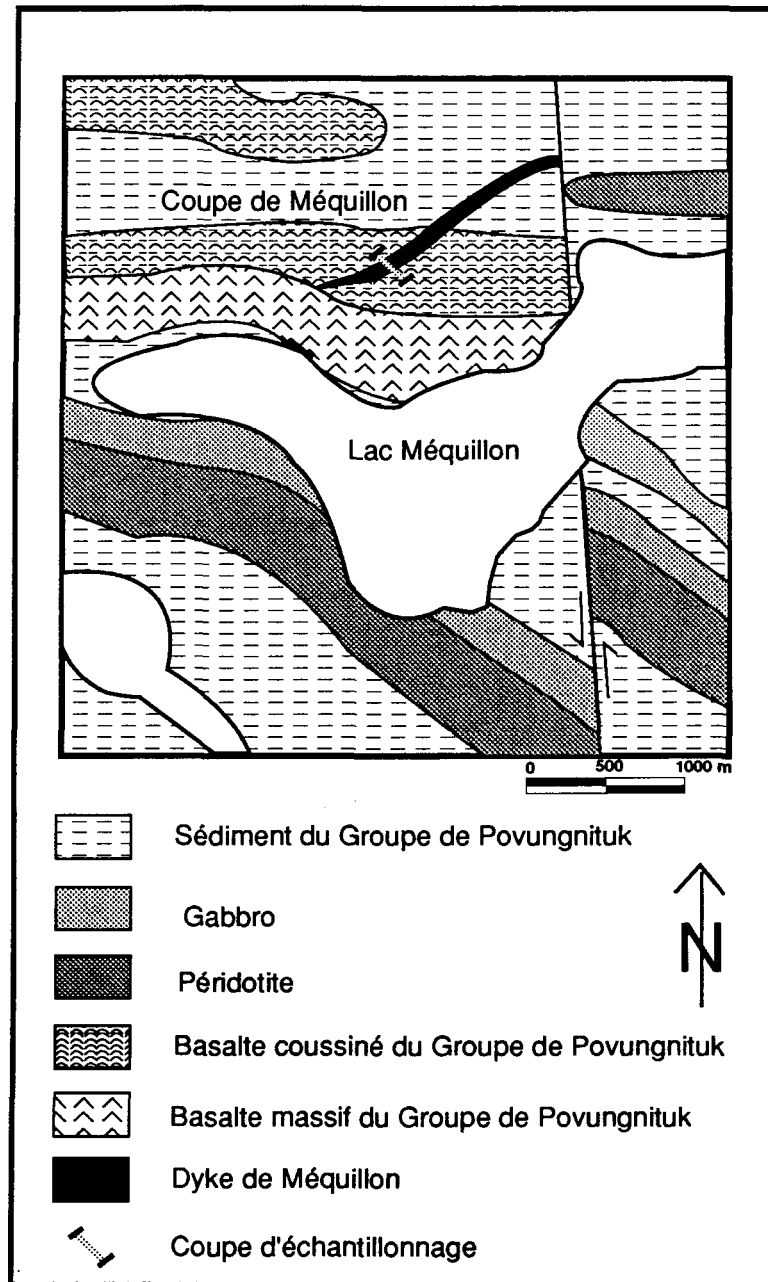 Coupe de Méquillon
Lac Méquillon
0 500 1000 m
Sédiment du Groupe de Povungnituk
Gabbro
N
Péridotite
Basalte coussiné du Groupe de Povungnituk
Basalte massif du Groupe de Povungnituk
Dyke de Méquillon
Coupe d'échantillonnage